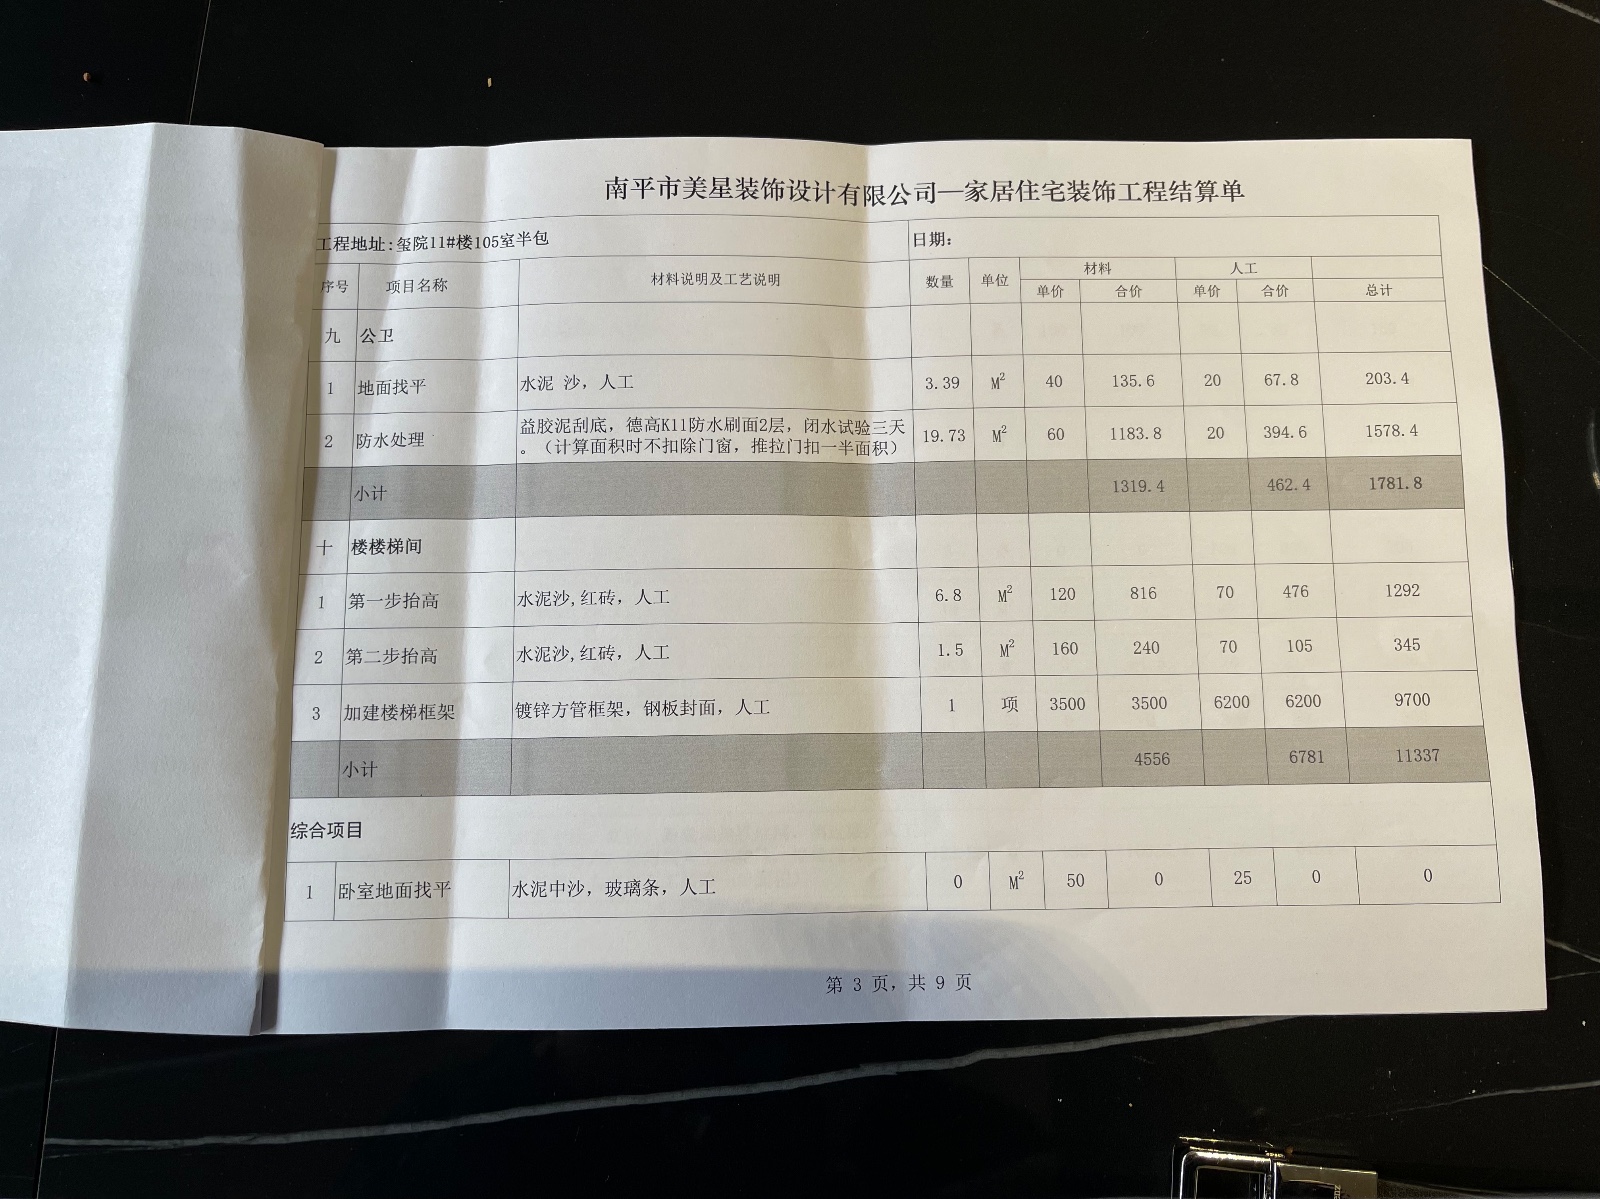 南平市美星装饰设计有限公司—家居住宅装饰工程结算单
工程地址:玺院11#楼105室半包 日期:
序号 项目名称 材料说明及工艺说明 数量 单位 材料 人工
单价 合价 单价 合价 总计
九 公卫
1 地面找平 水泥 沙，人工 3.39 M² 40 135.6 20 67.8 203.4
2 防水处理 益胶泥刮底，德高K11防水刷面2层，闭水试验三天
。（计算面积时不扣除门窗，推拉门扣一半面积） 19.73 M² 60 1183.8 20 394.6 1578.4
小计 1319.4 462.4 1781.8
十 楼楼梯间
1 第一步抬高 水泥沙,红砖，人工 6.8 M² 120 816 70 476 1292
2 第二步抬高 水泥沙,红砖，人工 1.5 M² 160 240 70 105 345
3 加建楼梯框架 镀锌方管框架，钢板封面，人工 1 项 3500 3500 6200 6200 9700
小计 4556 6781 11337
综合项目
1 卧室地面找平 水泥中沙，玻璃条，人工 0 M² 50 0 25 0 0
第 3 页，共 9 页